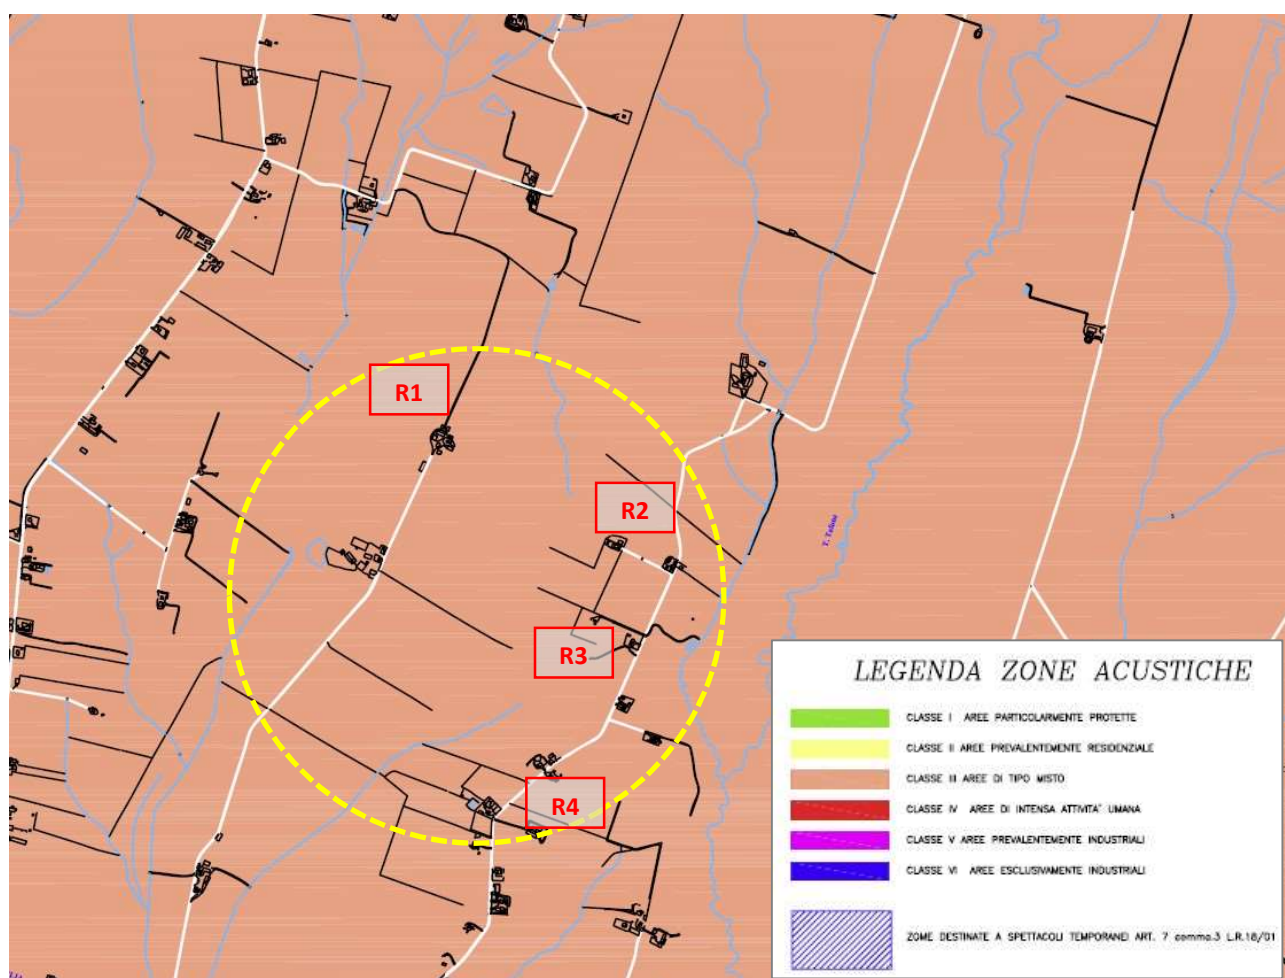 R1
R2
T. Tafone
R3
R4
LEGENDA ZONE ACUSTICHE
CLASSE I AREE PARTICOLARMENTE PROTETTE
CLASSE II AREE PREVALENTEMENTE RESIDENZIALE
CLASSE III AREE DI TIPO MISTO
CLASSE IV AREE DI INTENSA ATTIVITA' UMANA
CLASSE V AREE PREVALENTEMENTE INDUSTRIALI
CLASSE VI AREE ESCLUSIVAMENTE INDUSTRIALI
ZOME DESTINATE A SPETTACOLI TEMPORANEI ART. 7 comma.3 L.R.18/01